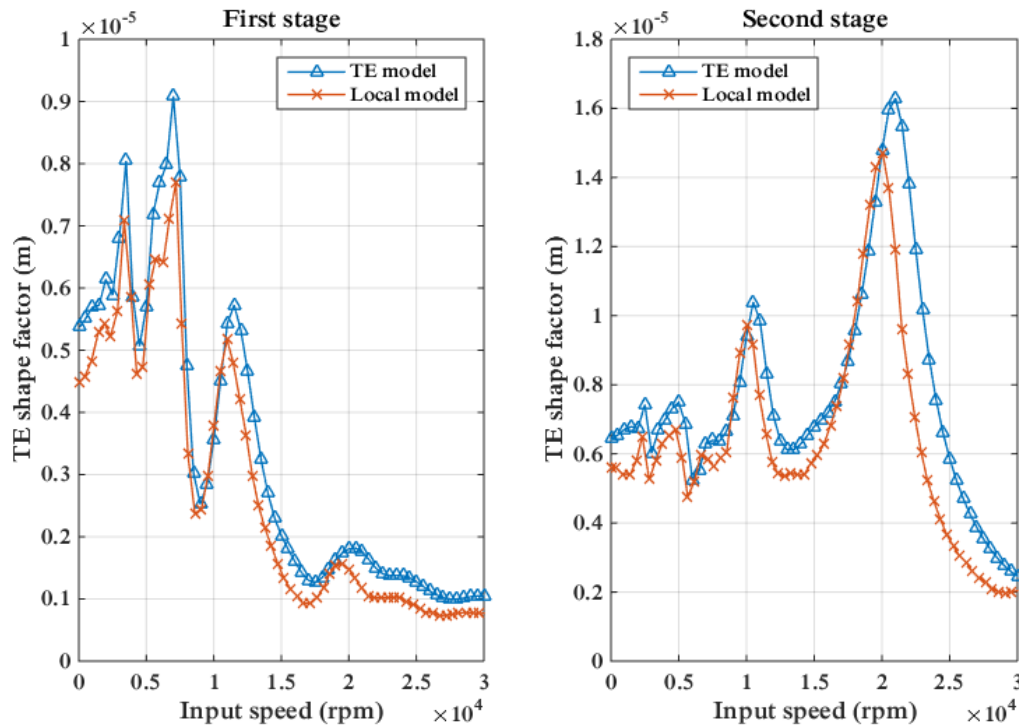 First stage
×10⁻⁵
TE model
Local model
1
0.9
0.8
0.7
0.6
0.5
0.4
0.3
0.2
0.1
0
TE shape factor (m)
0 0.5 1 1.5 2 2.5 3
Input speed (rpm)
×10⁴
Second stage
×10⁻⁵
TE model
Local model
1.8
1.6
1.4
1.2
1
0.8
0.6
0.4
0.2
0
TE shape factor (m)
0 0.5 1 1.5 2 2.5 3
Input speed (rpm)
×10⁴